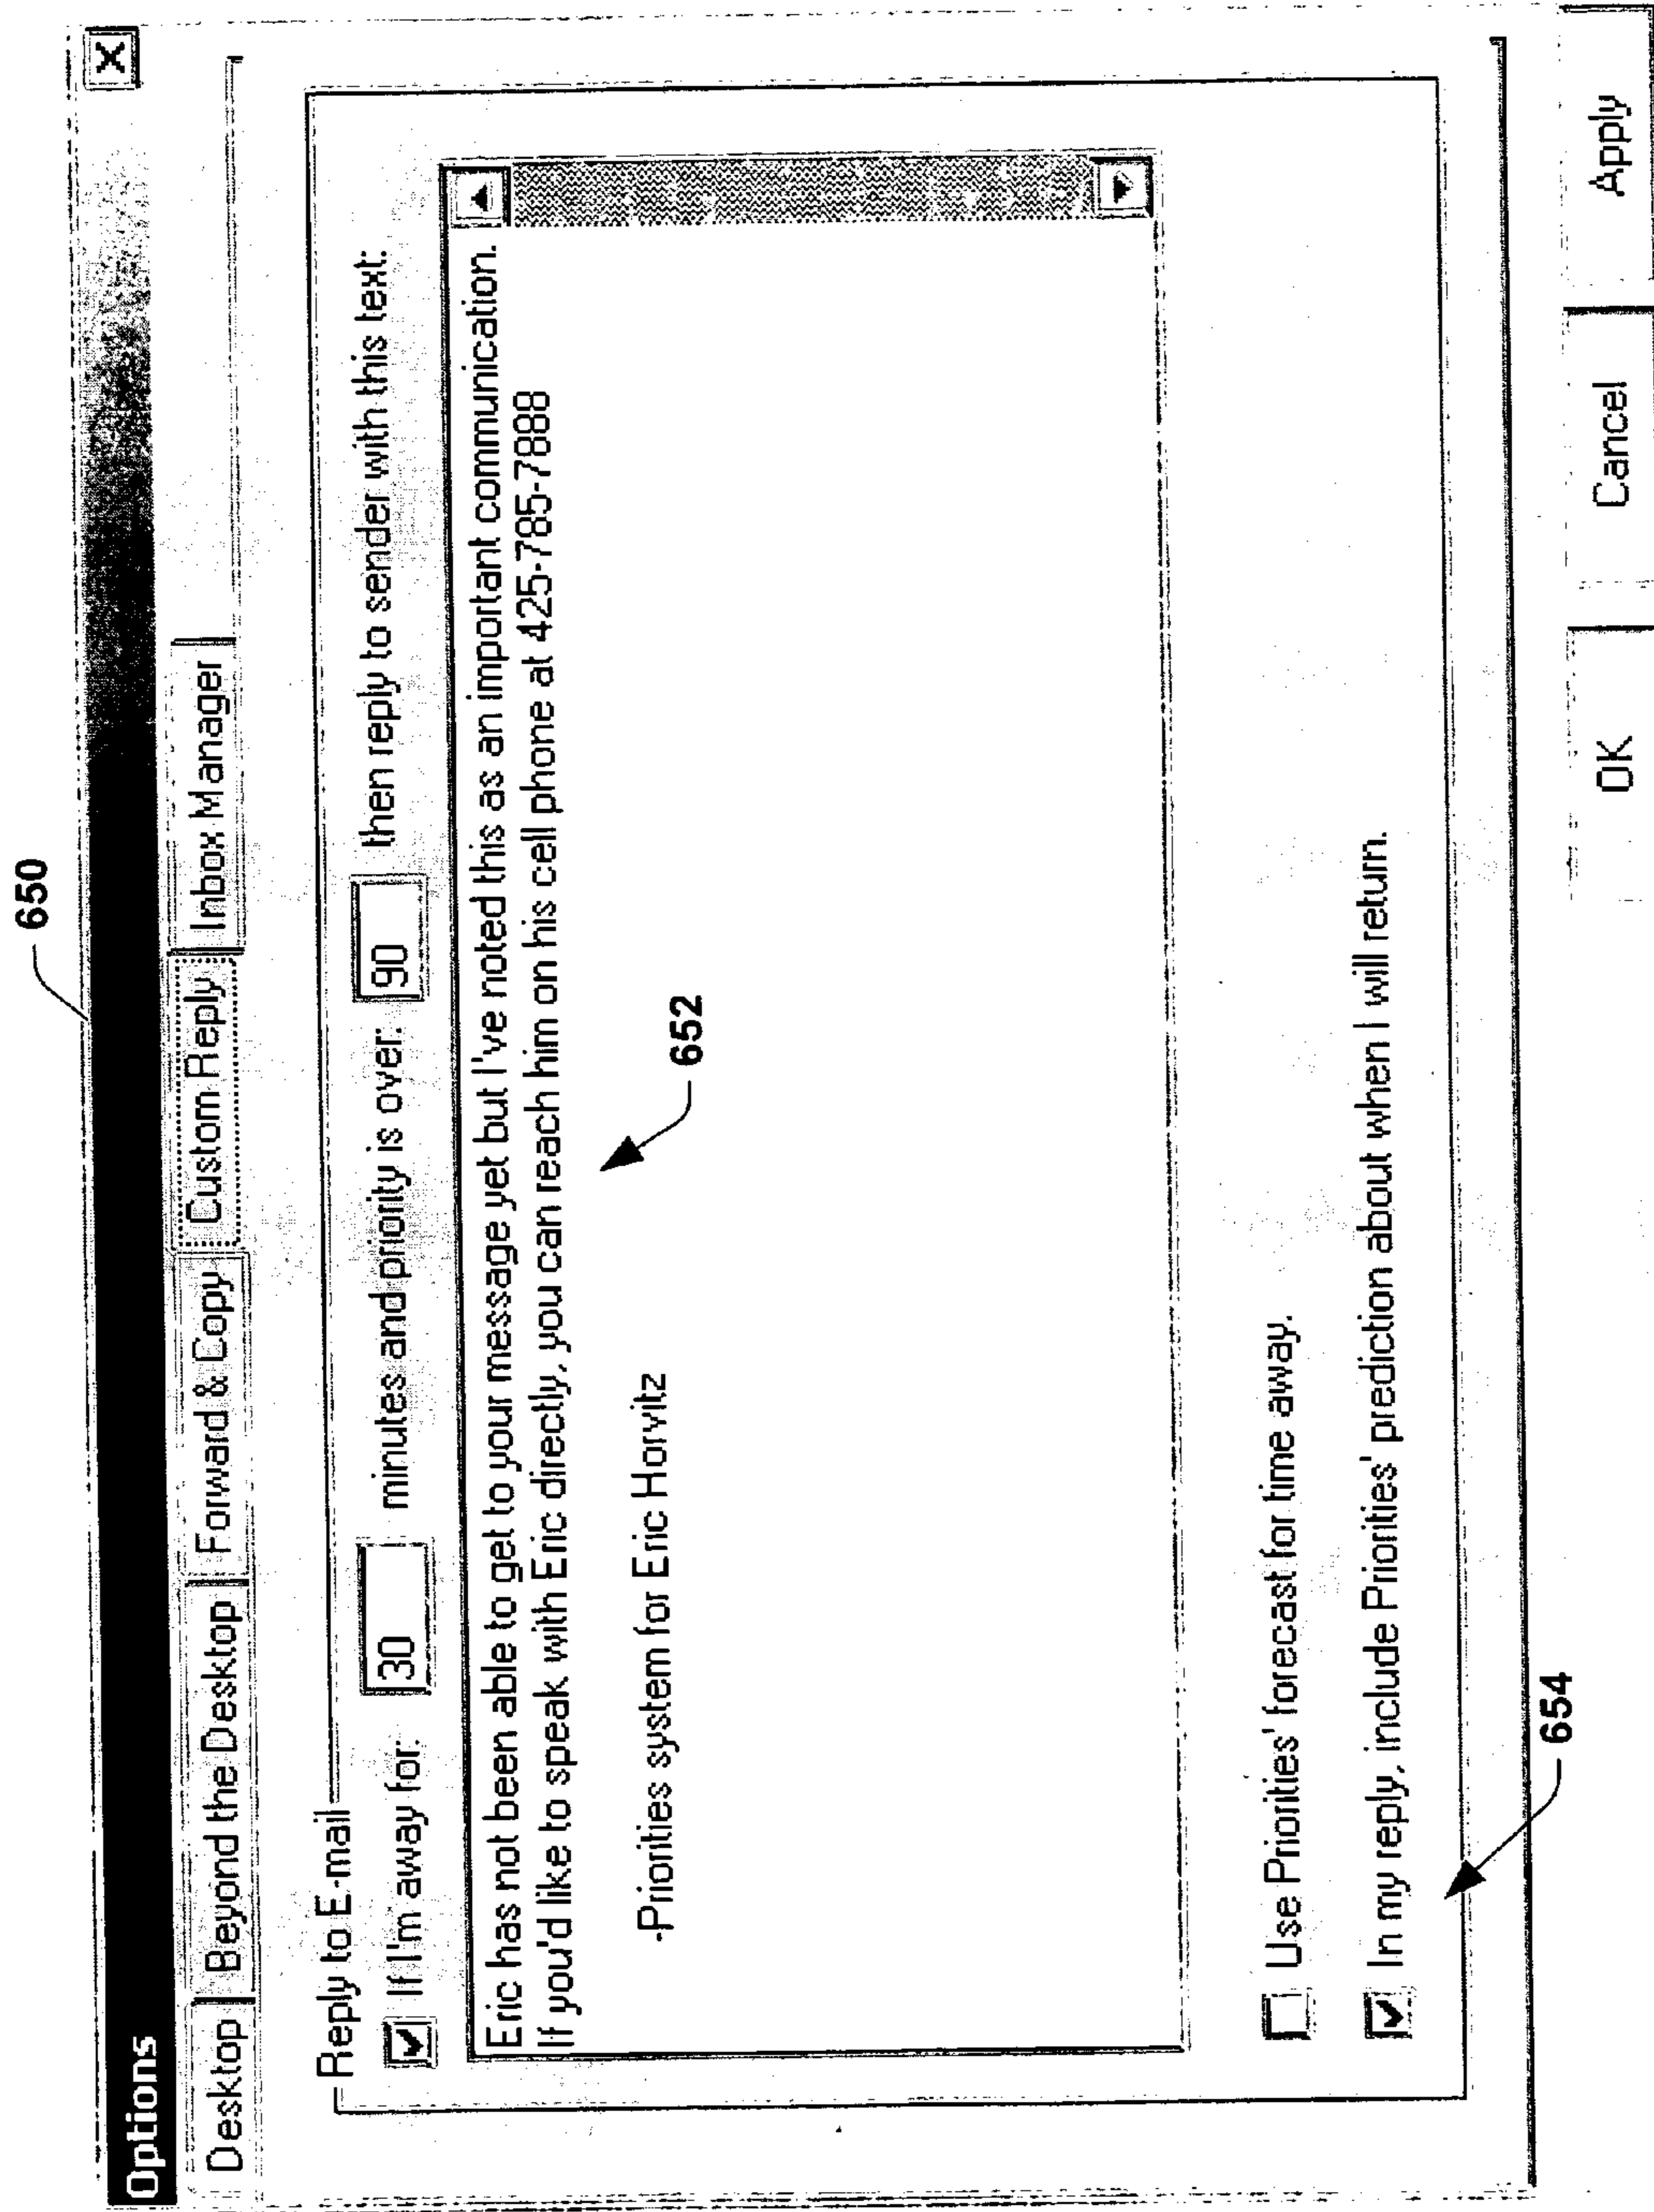 650
Options
Desktop Beyond the Desktop Forward & Copy Custom Reply Inbox Manager
Reply to E-mail
If I'm away for: 30 minutes and priority is over: 90 then reply to sender with this text:
Eric has not been able to get to your message yet but I've noted this as an important communication.
If you'd like to speak with Eric directly, you can reach him on his cell phone at 425-785-7888
-Priorities system for Eric Horvitz
652
Use Priorities' forecast for time away.
In my reply, include Priorities' prediction about when I will return.
654
OK Cancel Apply